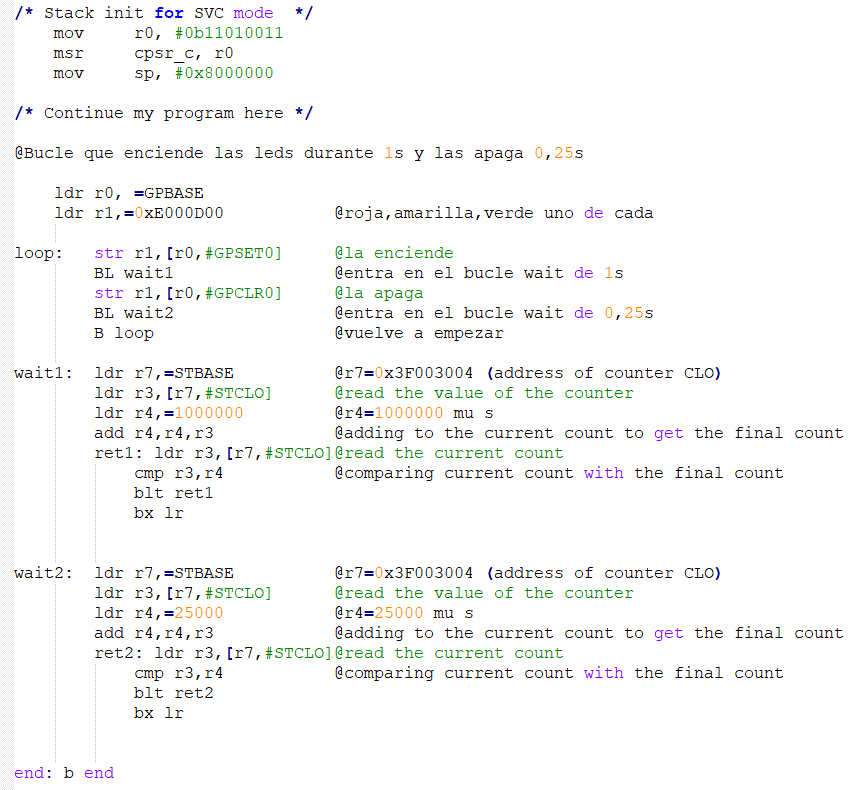 /* Stack init for SVC mode  */
    mov     r0, #0b11010011
    msr     cpsr_c, r0
    mov     sp, #0x8000000
/* Continue my program here */
@Bucle que enciende las leds durante 1s y las apaga 0,25s
    ldr r0, =GPBASE
    ldr r1,=0xE000D00           @roja,amarilla,verde uno de cada
loop:   str r1,[r0,#GPSET0]     @la enciende
        BL wait1                @entra en el bucle wait de 1s
        str r1,[r0,#GPCLR0]     @la apaga
        BL wait2                @entra en el bucle wait de 0,25s
        B loop                  @vuelve a empezar
wait1:  ldr r7,=STBASE          @r7=0x3F003004 (address of counter CLO)
        ldr r3,[r7,#STCLO]      @read the value of the counter
        ldr r4,=1000000         @r4=1000000 mu s
        add r4,r4,r3            @adding to the current count to get the final count
        ret1: ldr r3,[r7,#STCLO]@read the current count
            cmp r3,r4           @comparing current count with the final count
            blt ret1
            bx lr
wait2:  ldr r7,=STBASE          @r7=0x3F003004 (address of counter CLO)
        ldr r3,[r7,#STCLO]      @read the value of the counter
        ldr r4,=25000           @r4=25000 mu s
        add r4,r4,r3            @adding to the current count to get the final count
        ret2: ldr r3,[r7,#STCLO]@read the current count
            cmp r3,r4           @comparing current count with the final count
            blt ret2
            bx lr
end: b end